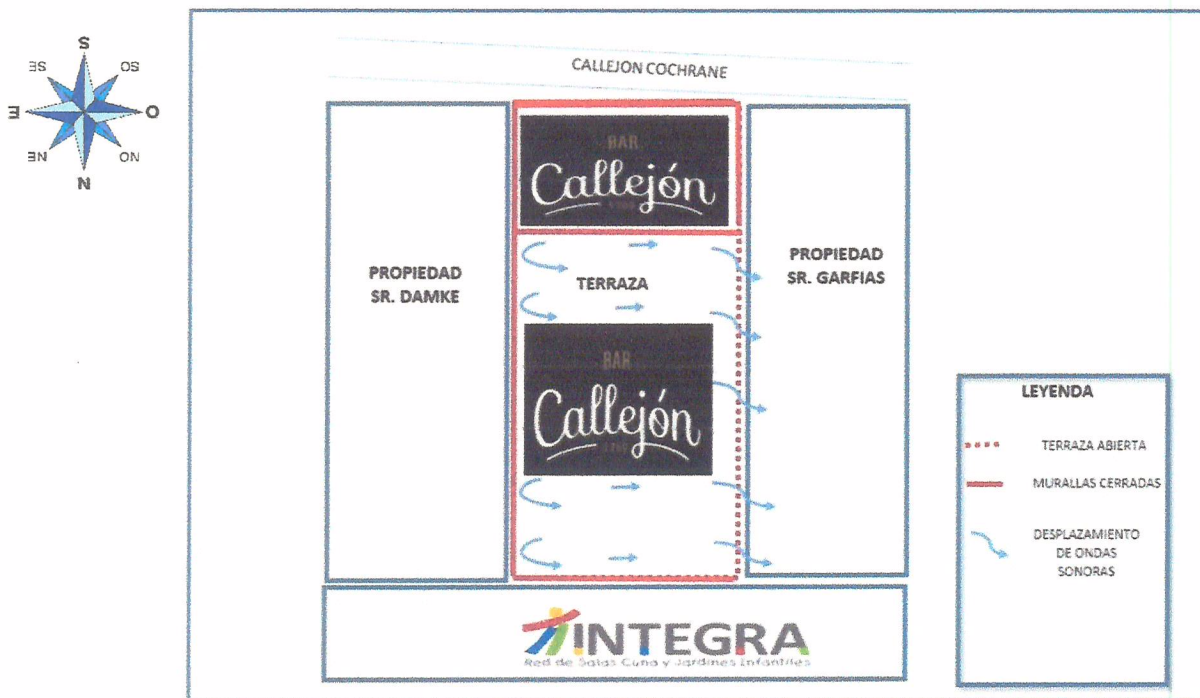 S
SE
SO
E
O
NE
NO
N
CALLEJON COCHRANE
BAR
Callejón
PROPIEDAD
SR. DAMKE
TERRAZA
PROPIEDAD
SR. GARFIAS
BAR
Callejón
LEYENDA
TERRAZA ABIERTA
MURALLAS CERRADAS
DESPLAZAMIENTO
DE ONDAS
SONORAS
INTEGRA
Red de Salas Cuna y Jardines Infantiles